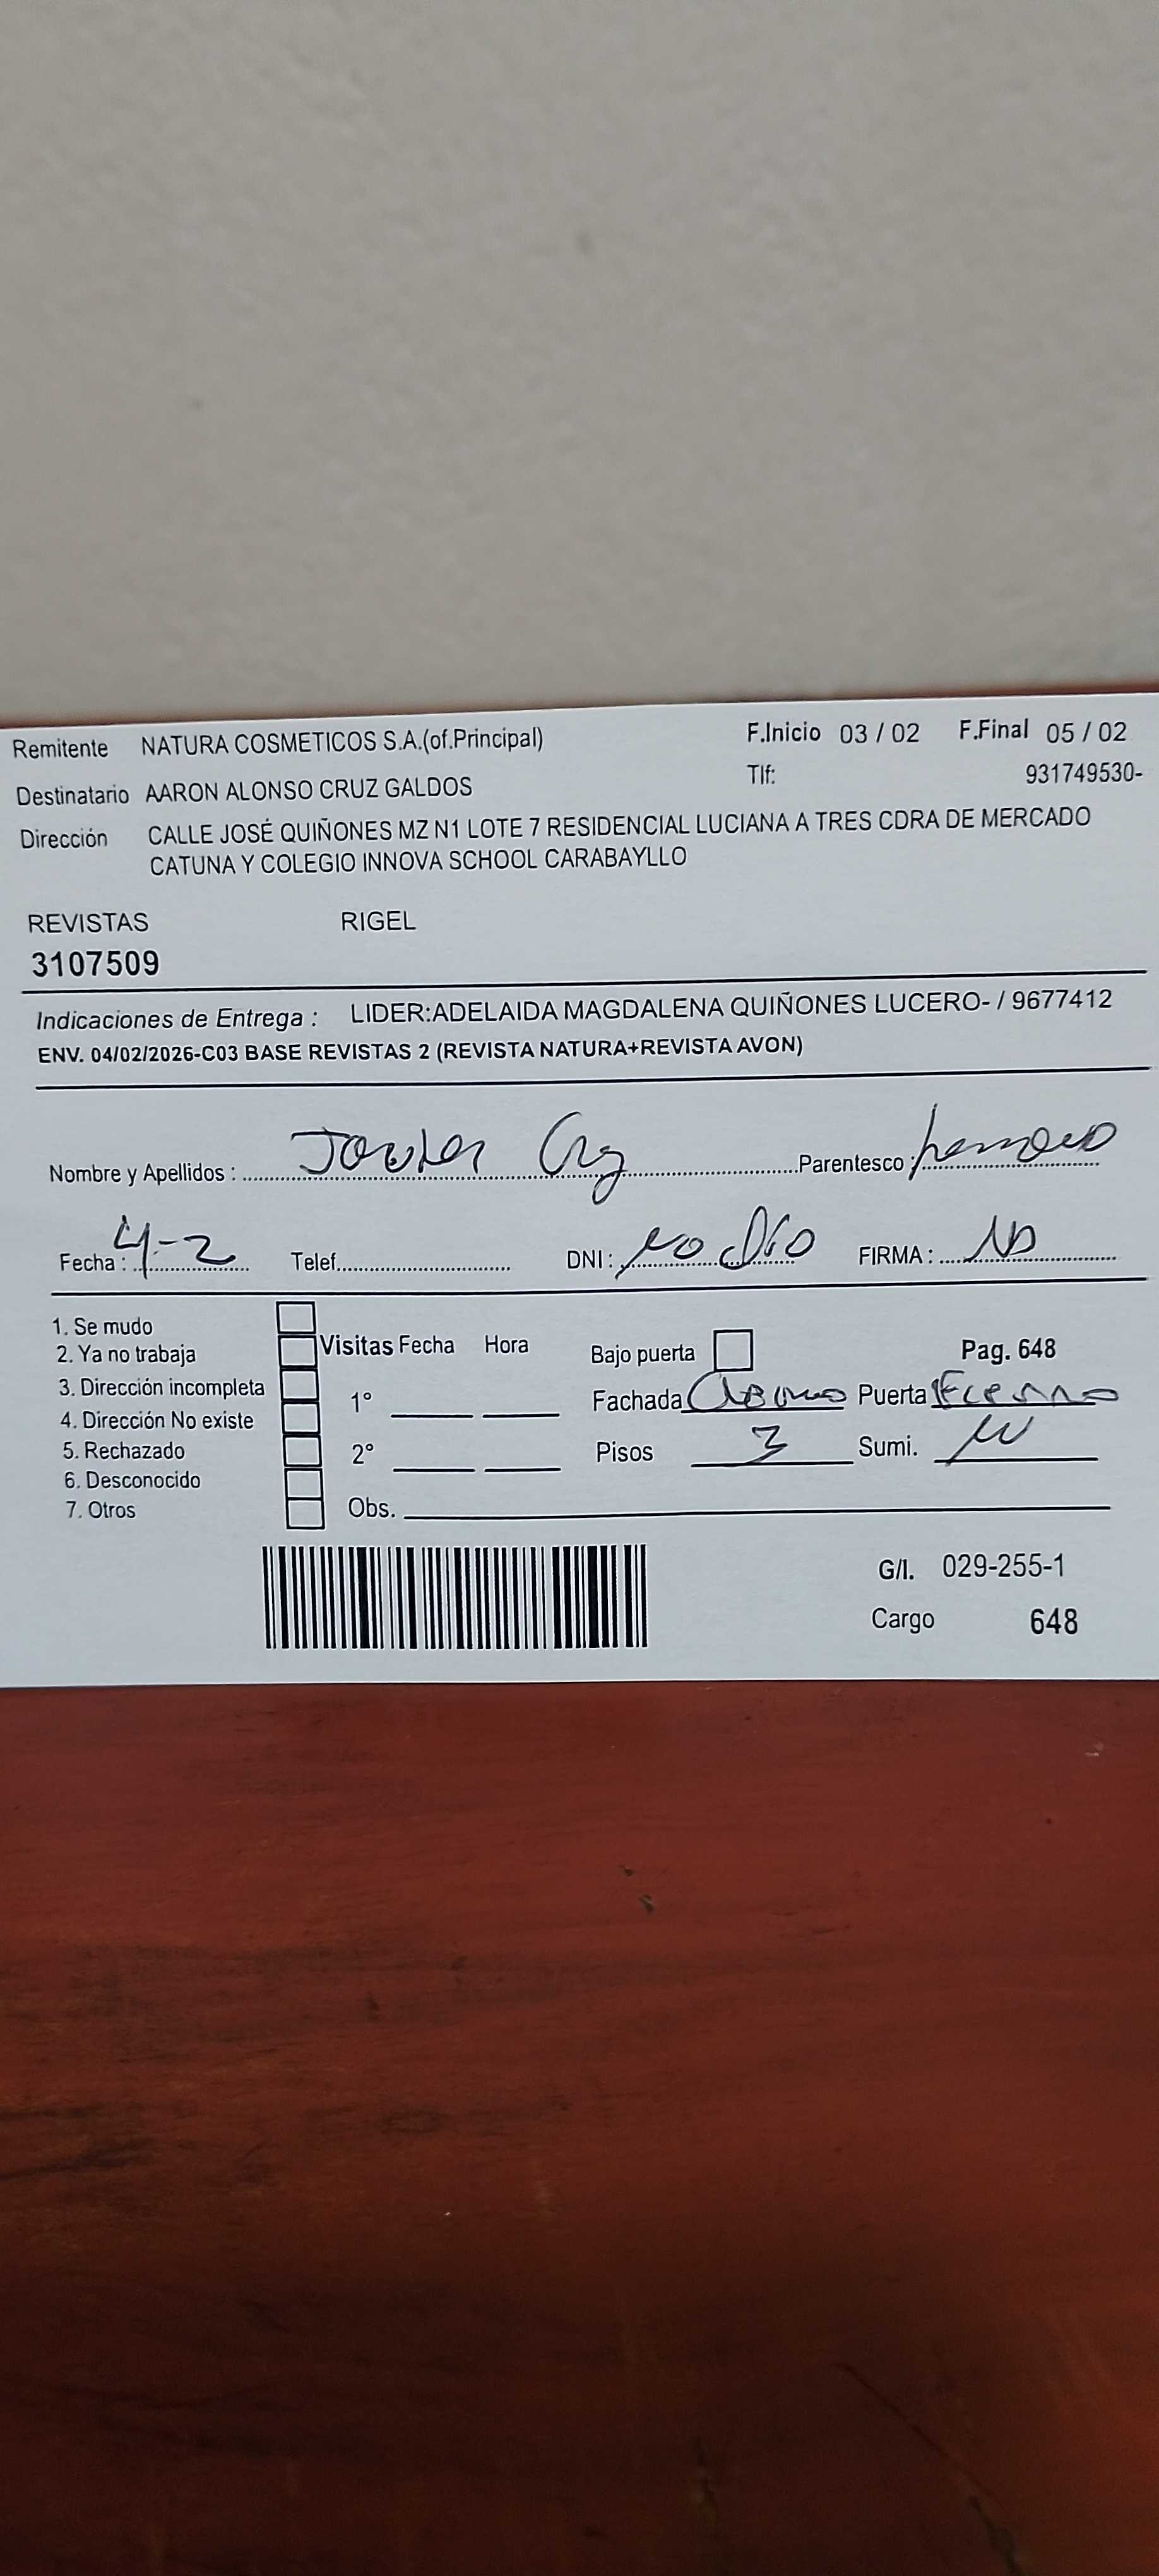 Remitente NATURA COSMETICOS S.A.(of.Principal) F.Inicio 03 / 02 F.Final 05 / 02
Destinatario AARON ALONSO CRUZ GALDOS Tlf: 931749530-
Dirección CALLE JOSÉ QUIÑONES MZ N1 LOTE 7 RESIDENCIAL LUCIANA A TRES CDRA DE MERCADO
CATUNA Y COLEGIO INNOVA SCHOOL CARABAYLLO
REVISTAS RIGEL
3107509
Indicaciones de Entrega : LIDER:ADELAIDA MAGDALENA QUIÑONES LUCERO- / 9677412
ENV. 04/02/2026-C03 BASE REVISTAS 2 (REVISTA NATURA+REVISTA AVON)
Nombre y Apellidos : Javier Cruz Parentesco : hermano
Fecha : 4-2 Telef. DNI : no dio FIRMA :
1. Se mudo
2. Ya no trabaja Visitas Fecha Hora Bajo puerta Pag. 648
3. Dirección incompleta 1° Fachada Puerta
4. Dirección No existe
5. Rechazado 2° Pisos 3 Sumi.
6. Desconocido
7. Otros Obs.
G/I. 029-255-1
Cargo 648